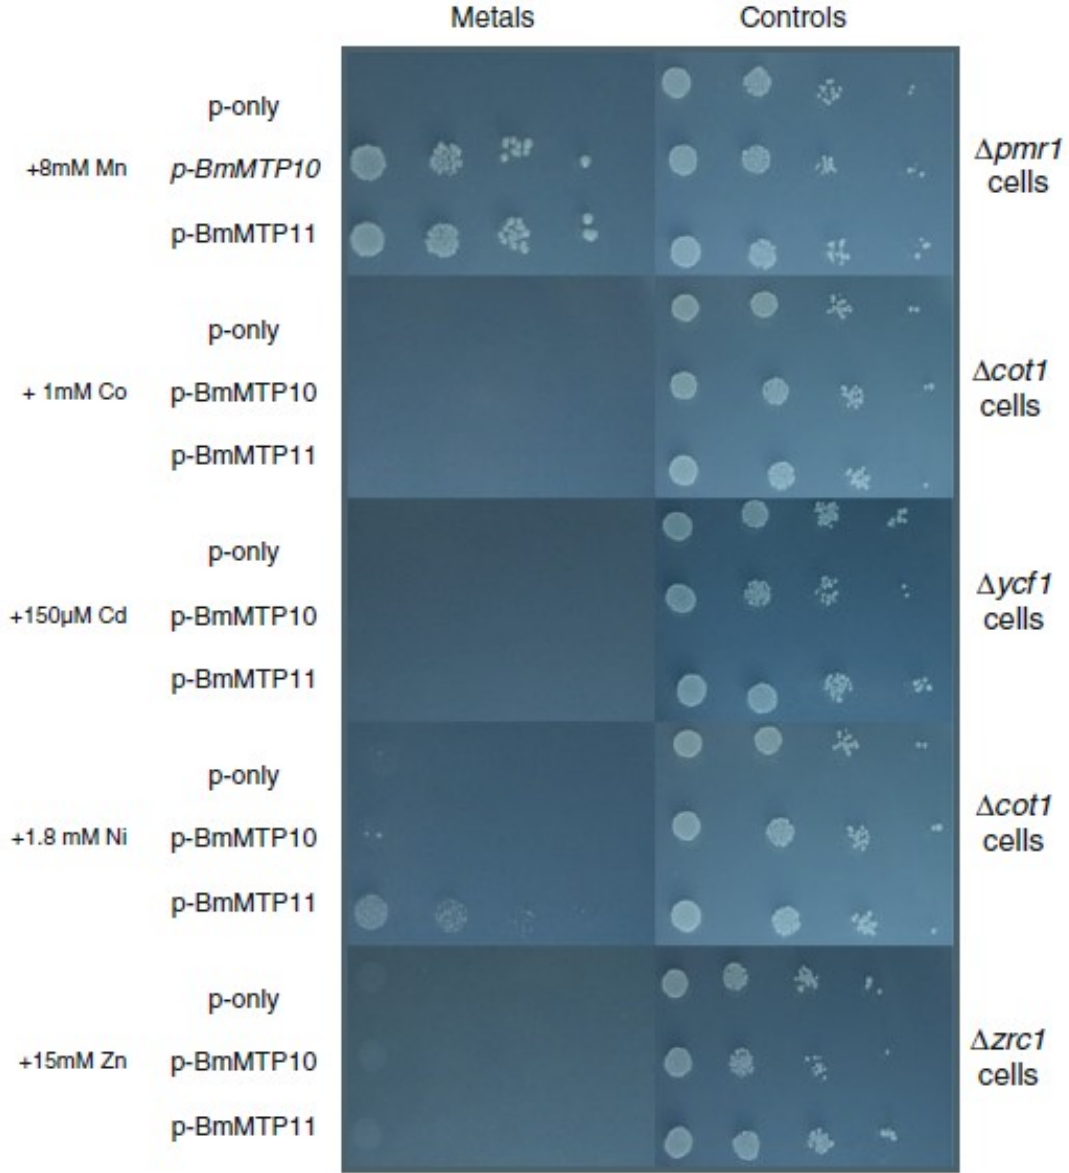 Metals Controls
p-only
+8mM Mn p-BmMTP10 Δpmr1
cells
p-BmMTP11
p-only
+ 1mM Co p-BmMTP10 Δcot1
cells
p-BmMTP11
p-only
+150µM Cd p-BmMTP10 Δycf1
cells
p-BmMTP11
p-only
+1.8 mM Ni p-BmMTP10 Δcot1
cells
p-BmMTP11
p-only
+15mM Zn p-BmMTP10 Δzrc1
cells
p-BmMTP11